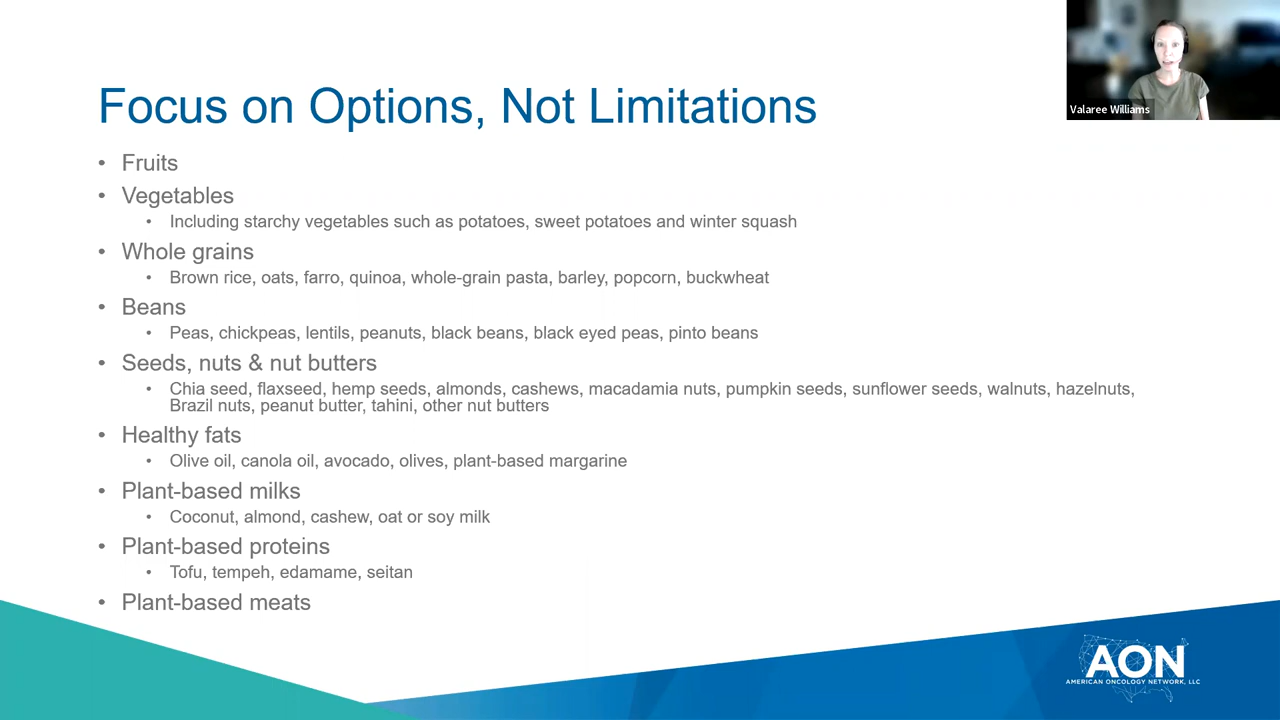 Valaree Williams
Focus on Options, Not Limitations
• Fruits
• Vegetables
• Including starchy vegetables such as potatoes, sweet potatoes and winter squash
• Whole grains
• Brown rice, oats, farro, quinoa, whole-grain pasta, barley, popcorn, buckwheat
• Beans
• Peas, chickpeas, lentils, peanuts, black beans, black eyed peas, pinto beans
• Seeds, nuts & nut butters
• Chia seed, flaxseed, hemp seeds, almonds, cashews, macadamia nuts, pumpkin seeds, sunflower seeds, walnuts, hazelnuts,
Brazil nuts, peanut butter, tahini, other nut butters
• Healthy fats
• Olive oil, canola oil, avocado, olives, plant-based margarine
• Plant-based milks
• Coconut, almond, cashew, oat or soy milk
• Plant-based proteins
• Tofu, tempeh, edamame, seitan
• Plant-based meats
AON
AMERICAN ONCOLOGY NETWORK, LLC